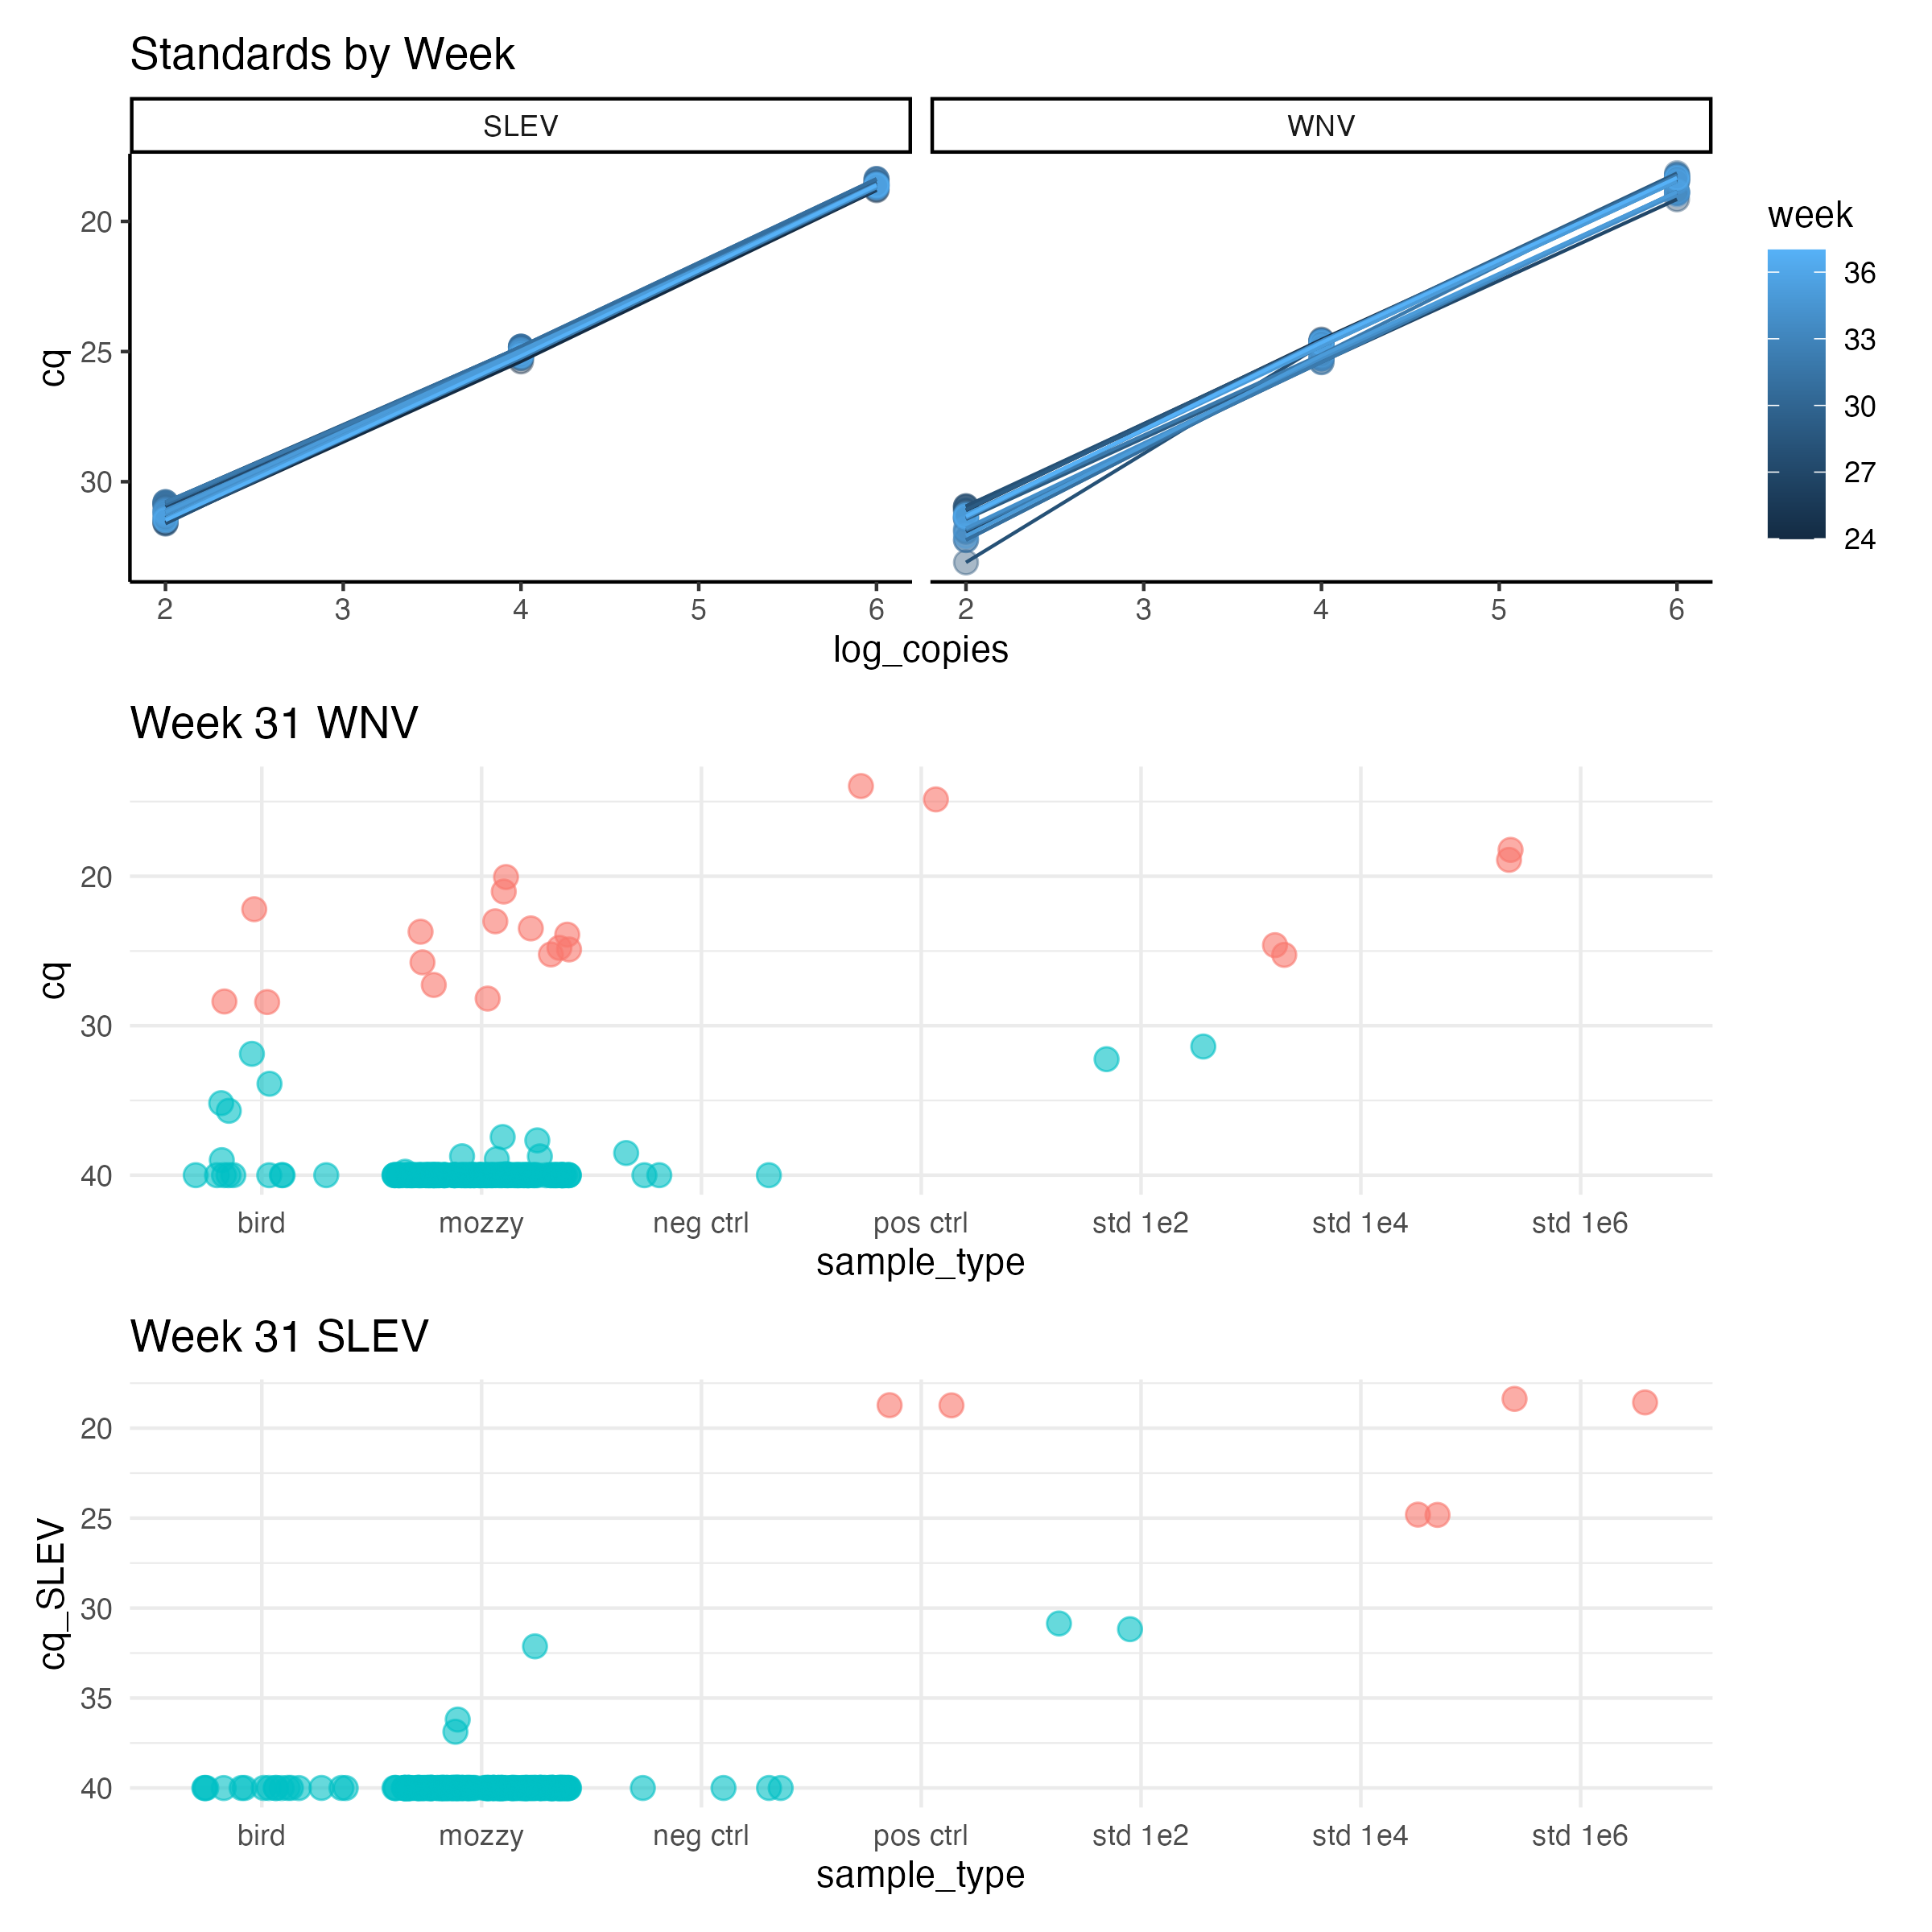 Standards by Week
SLEV
WNV
week
36
33
30
27
24
cq
20
25
30
2 3 4 5 6
2 3 4 5 6
log_copies
Week 31 WNV
cq
20
30
40
bird mozzy neg ctrl pos ctrl std 1e2 std 1e4 std 1e6
sample_type
Week 31 SLEV
cq_SLEV
20
25
30
35
40
bird mozzy neg ctrl pos ctrl std 1e2 std 1e4 std 1e6
sample_type